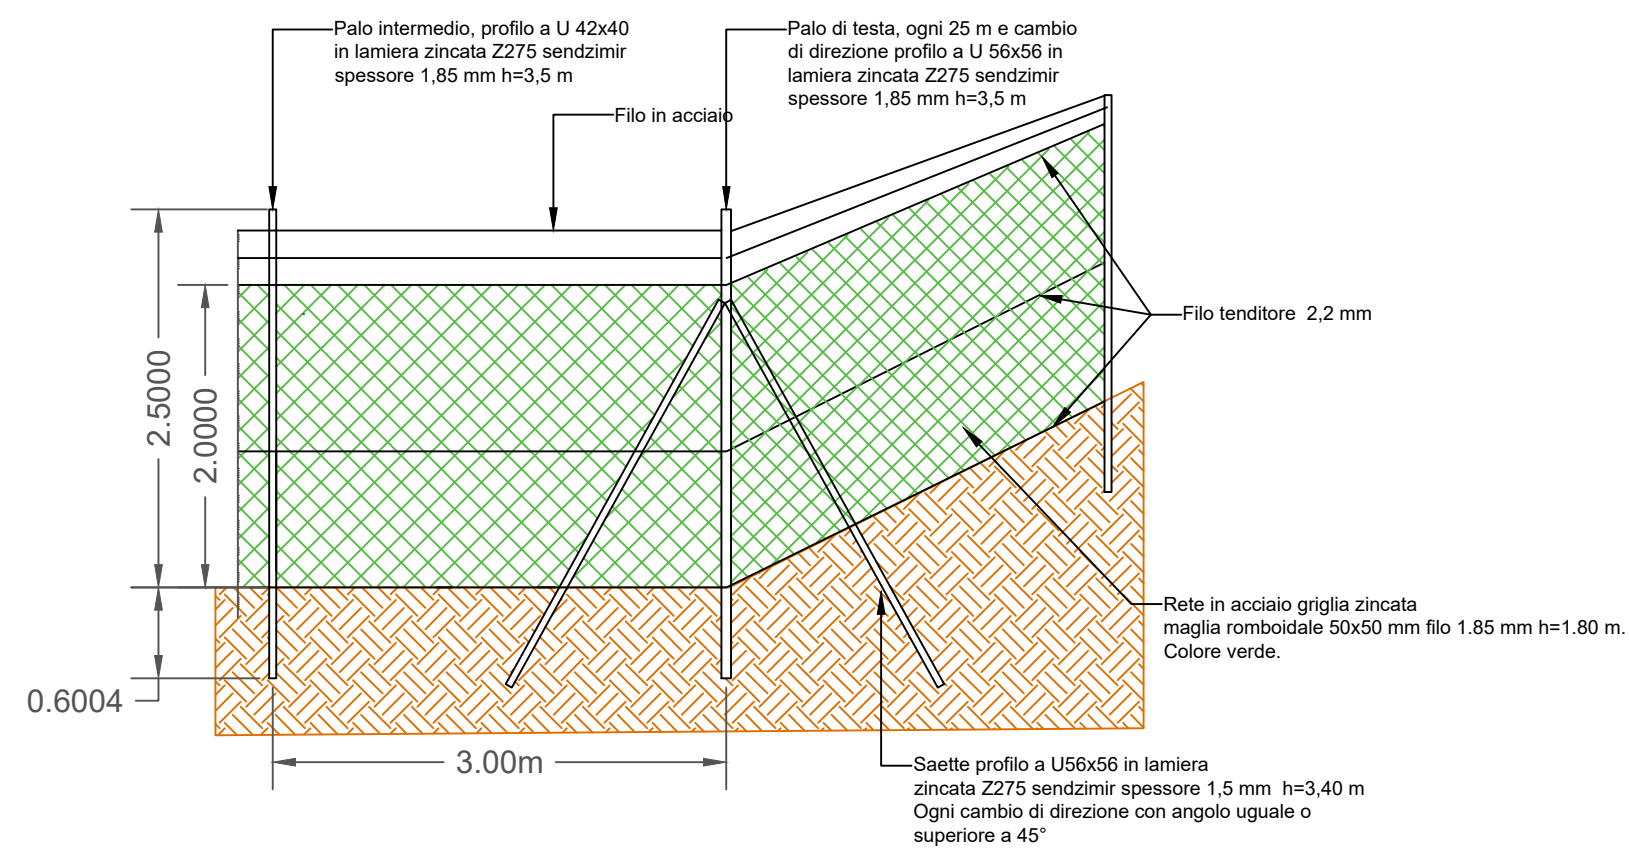 Palo intermedio, profilo a U 42x40
in lamiera zincata Z275 sendzimir
spessore 1,85 mm h=3,5 m
Palo di testa, ogni 25 m e cambio
di direzione profilo a U 56x56 in
lamiera zincata Z275 sendzimir
spessore 1,85 mm h=3,5 m
Filo in acciaio
Filo tenditore  2,2 mm
2.5000
2.0000
Rete in acciaio griglia zincata
maglia romboidale 50x50 mm filo 1.85 mm h=1.80 m.
Colore verde.
0.6004
3.00m
Saette profilo a U56x56 in lamiera
zincata Z275 sendzimir spessore 1,5 mm  h=3,40 m
Ogni cambio di direzione con angolo uguale o
superiore a 45°